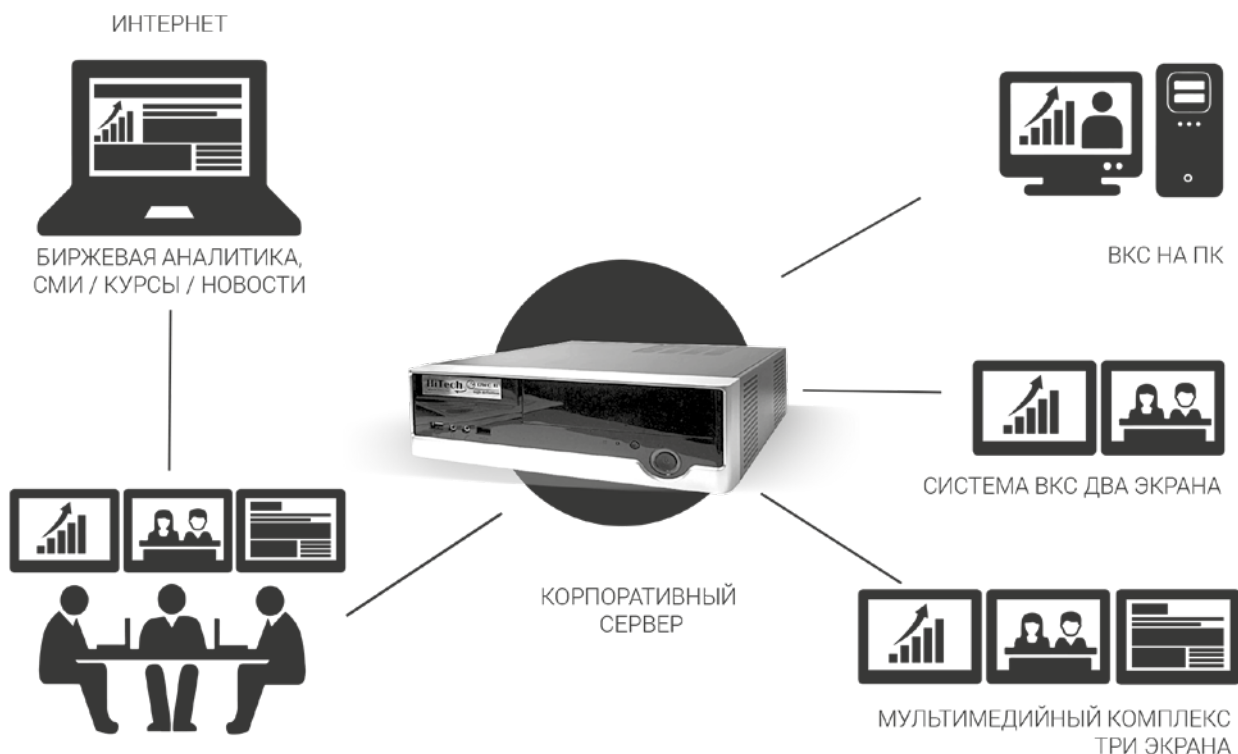 ИНТЕРНЕТ
БИРЖЕВАЯ АНАЛИТИКА,
СМИ / КУРСЫ / НОВОСТИ
ВКС НА ПК
HiTech
СИСТЕМА ВКС ДВА ЭКРАНА
КОРПОРАТИВНЫЙ
СЕРВЕР
МУЛЬТИМЕДИЙНЫЙ КОМПЛЕКС
ТРИ ЭКРАНА